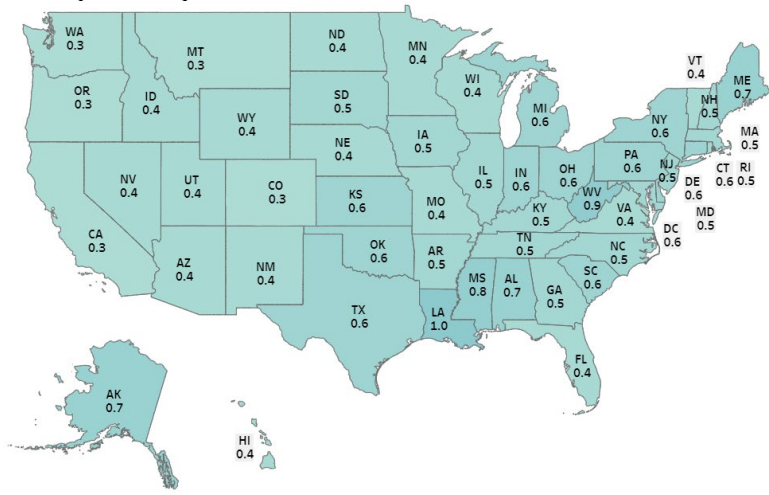 WA
0.3
MT
0.3
ND
0.4
MN
0.4
VT
0.4
ME
0.7
OR
0.3
ID
0.4
SD
0.5
WI
0.4
MI
0.6
NY
0.6
NH
0.5
MA
0.5
WY
0.4
NE
0.4
IA
0.5
IL
0.5
IN
0.6
OH
0.6
PA
0.6
NJ
0.5
CT
0.6
RI
0.5
NV
0.4
UT
0.4
CO
0.3
KS
0.6
MO
0.4
KY
0.5
WV
0.9
VA
0.4
DE
0.6
MD
0.5
DC
0.6
CA
0.3
AZ
0.4
NM
0.4
OK
0.6
AR
0.5
TN
0.5
NC
0.5
SC
0.6
TX
0.6
LA
1.0
MS
0.8
AL
0.7
GA
0.5
FL
0.4
AK
0.7
HI
0.4